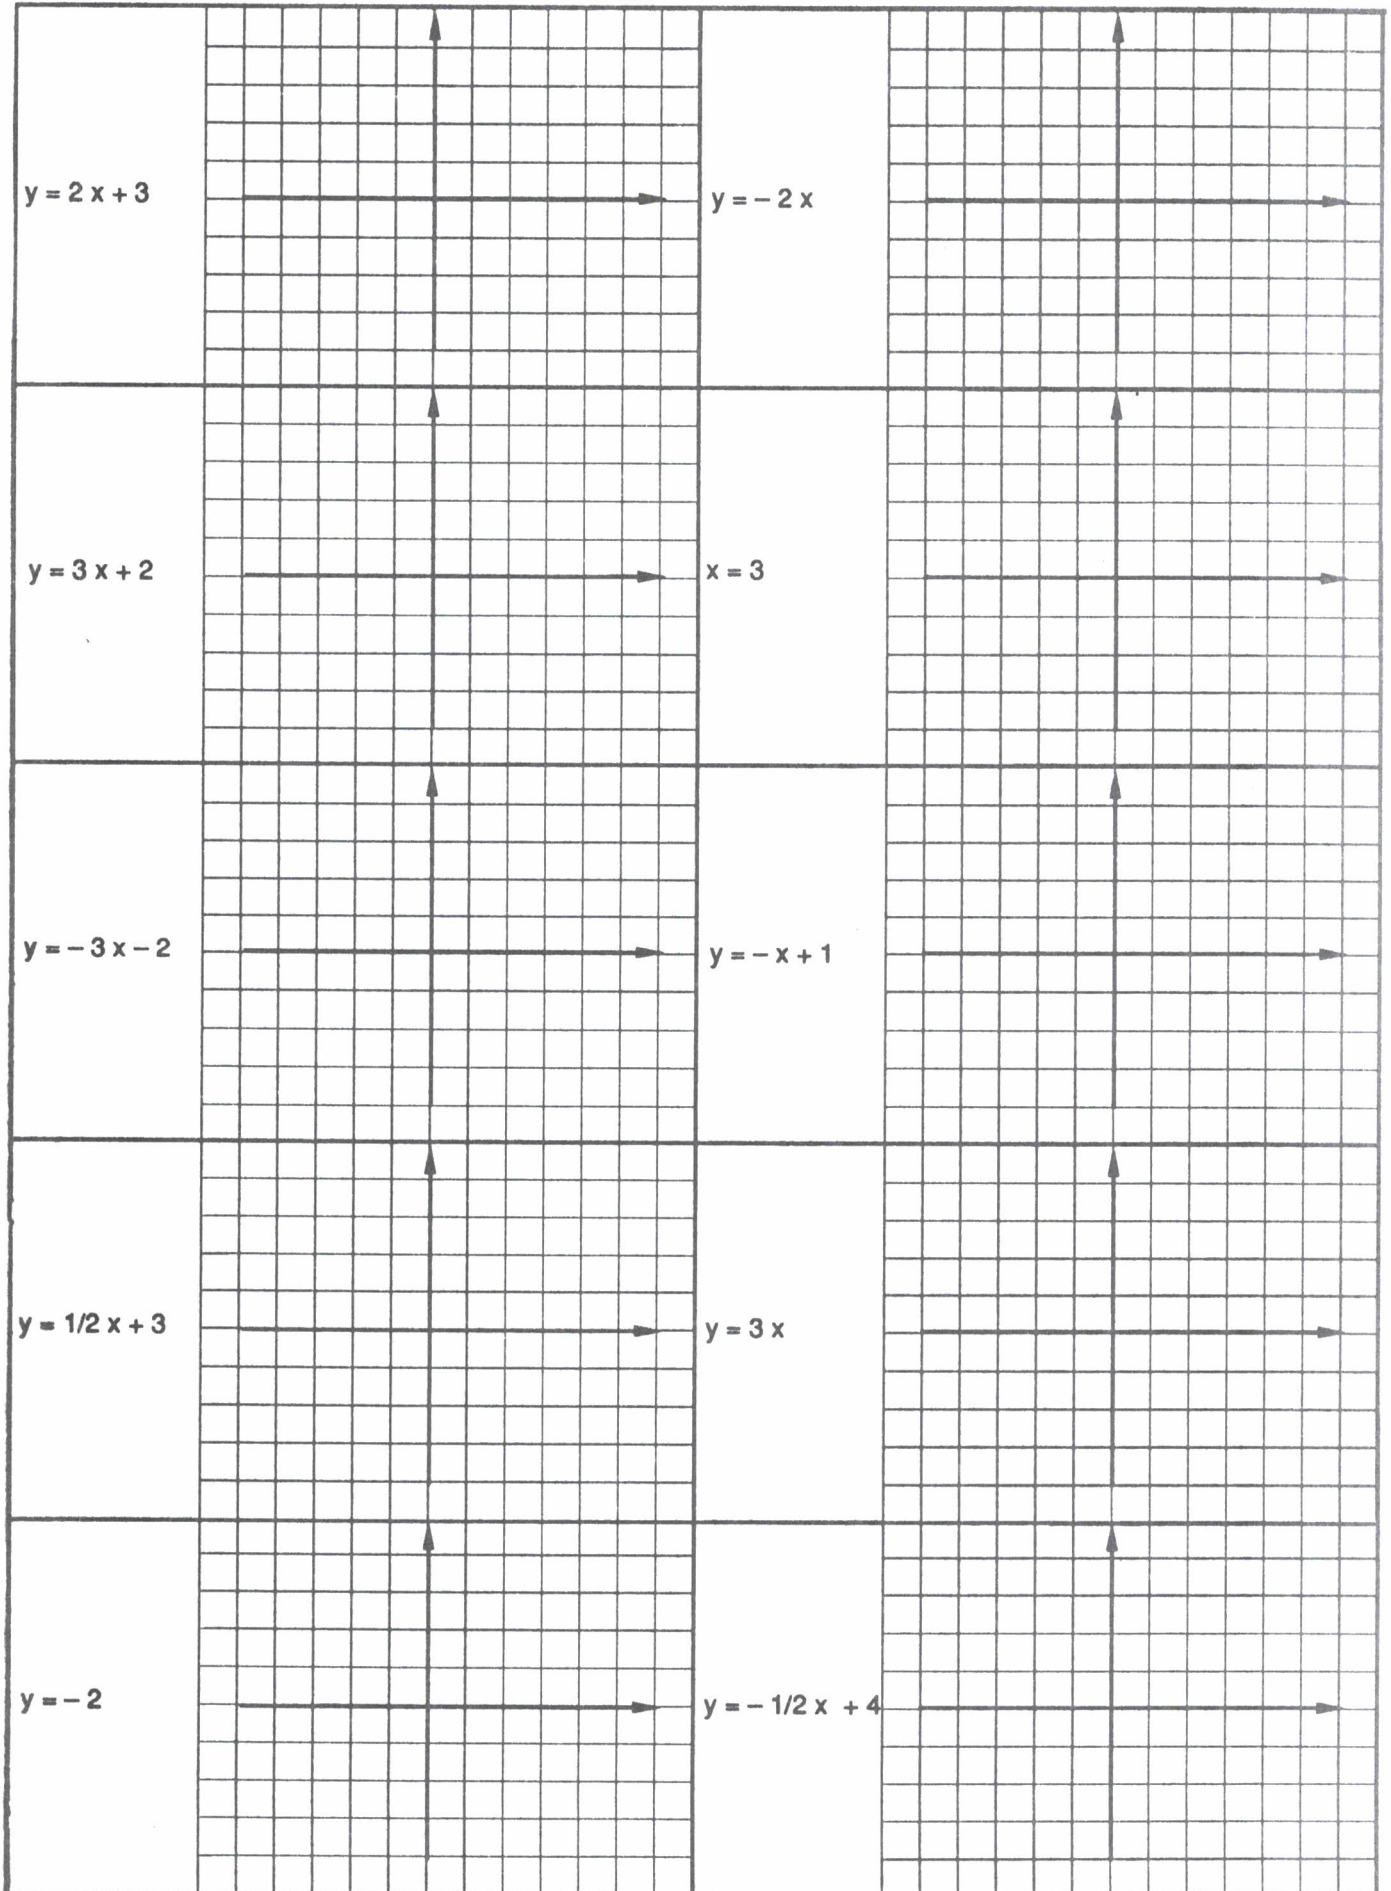 y = 2 x + 3
y = – 2 x
y = 3 x + 2
x = 3
y = – 3 x – 2
y = – x + 1
y = 1/2 x + 3
y = 3 x
y = – 2
y = – 1/2 x + 4